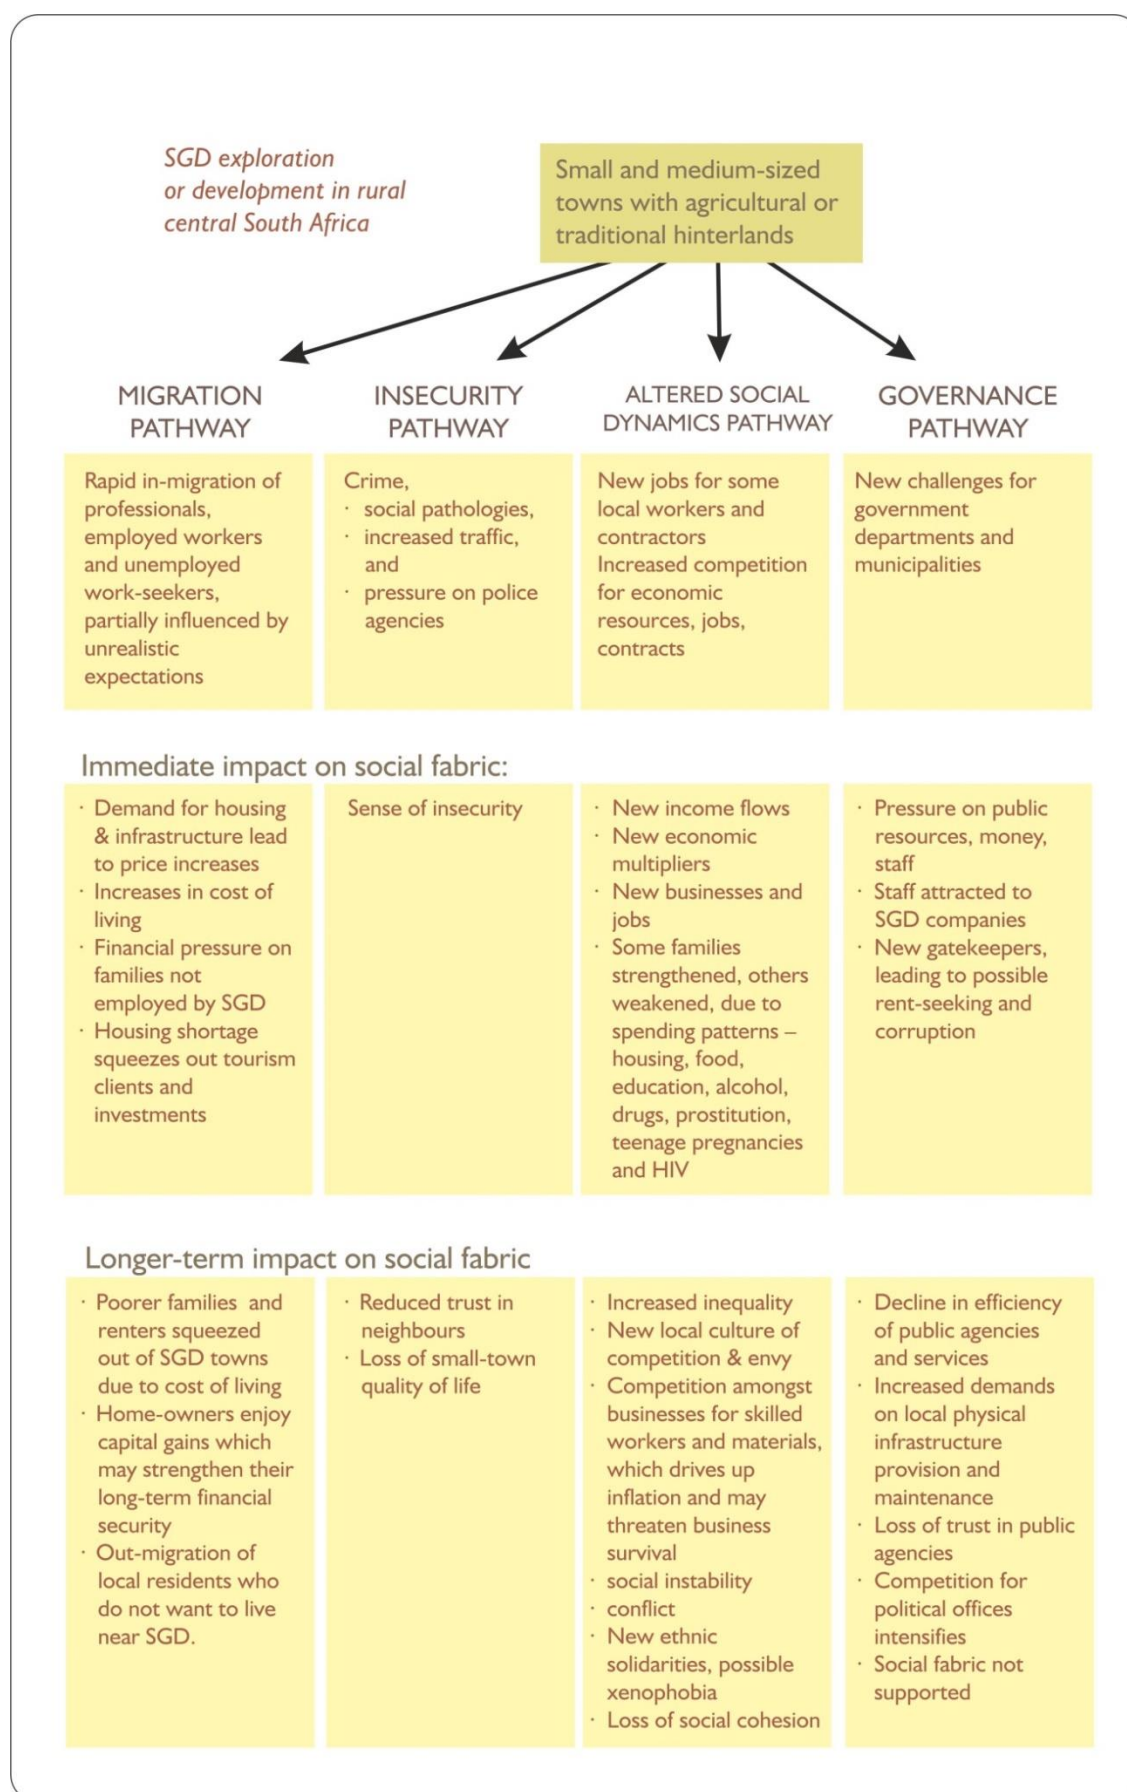 SGD exploration
or development in rural
central South Africa
Small and medium-sized
towns with agricultural or
traditional hinterlands
MIGRATION
PATHWAY
INSECURITY
PATHWAY
ALTERED SOCIAL
DYNAMICS PATHWAY
GOVERNANCE
PATHWAY
Rapid in-migration of
professionals,
employed workers
and unemployed
work-seekers,
partially influenced by
unrealistic
expectations
Crime,
· social pathologies,
· increased traffic,
and
· pressure on police
agencies
New jobs for some
local workers and
contractors
Increased competition
for economic
resources, jobs,
contracts
New challenges for
government
departments and
municipalities
Immediate impact on social fabric:
· Demand for housing
& infrastructure lead
to price increases
· Increases in cost of
living
· Financial pressure on
families not
employed by SGD
· Housing shortage
squeezes out tourism
clients and
investments
Sense of insecurity
· New income flows
· New economic
multipliers
· New businesses and
jobs
· Some families
strengthened, others
weakened, due to
spending patterns –
housing, food,
education, alcohol,
drugs, prostitution,
teenage pregnancies
and HIV
· Pressure on public
resources, money,
staff
· Staff attracted to
SGD companies
· New gatekeepers,
leading to possible
rent-seeking and
corruption
Longer-term impact on social fabric
· Poorer families and
renters squeezed
out of SGD towns
due to cost of living
· Home-owners enjoy
capital gains which
may strengthen their
long-term financial
security
· Out-migration of
local residents who
do not want to live
near SGD.
· Reduced trust in
neighbours
· Loss of small-town
quality of life
· Increased inequality
· New local culture of
competition & envy
· Competition amongst
businesses for skilled
workers and materials,
which drives up
inflation and may
threaten business
survival
· social instability
· conflict
· New ethnic
solidarities, possible
xenophobia
· Loss of social cohesion
· Decline in efficiency
of public agencies
and services
· Increased demands
on local physical
infrastructure
provision and
maintenance
· Loss of trust in public
agencies
· Competition for
political offices
intensifies
· Social fabric not
supported